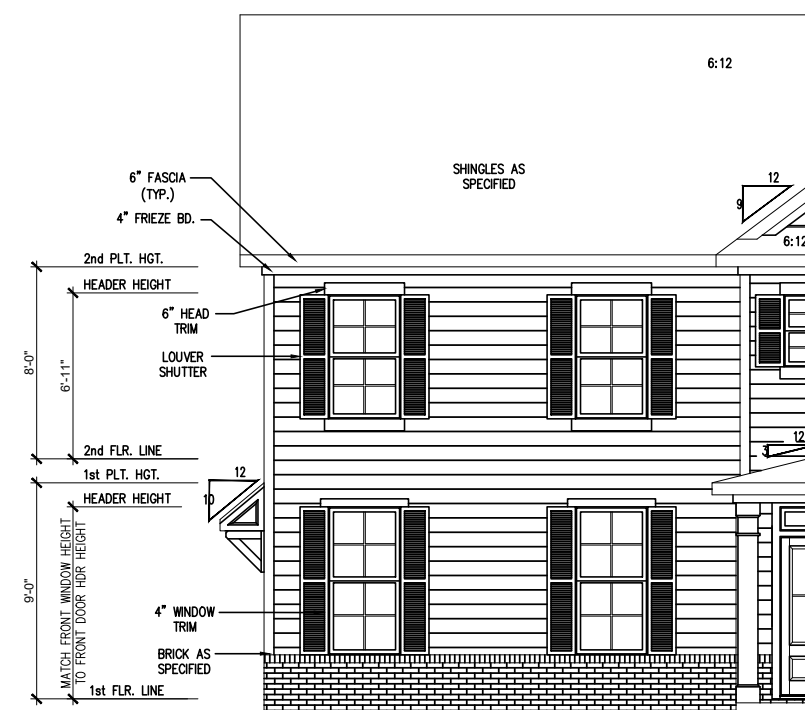 6:12
SHINGLES AS
SPECIFIED
12
9
6:12
6" FASCIA
(TYP.)
4" FRIEZE BD.
2nd PLT. HGT.
HEADER HEIGHT
6" HEAD
TRIM
LOUVER
SHUTTER
8'-0"
6'-11"
2nd FLR. LINE
1st PLT. HGT.
12
10
12
3
HEADER HEIGHT
MATCH FRONT WINDOW HEIGHT
TO FRONT DOOR HDR HEIGHT
9'-0"
4" WINDOW
TRIM
BRICK AS
SPECIFIED
1st FLR. LINE